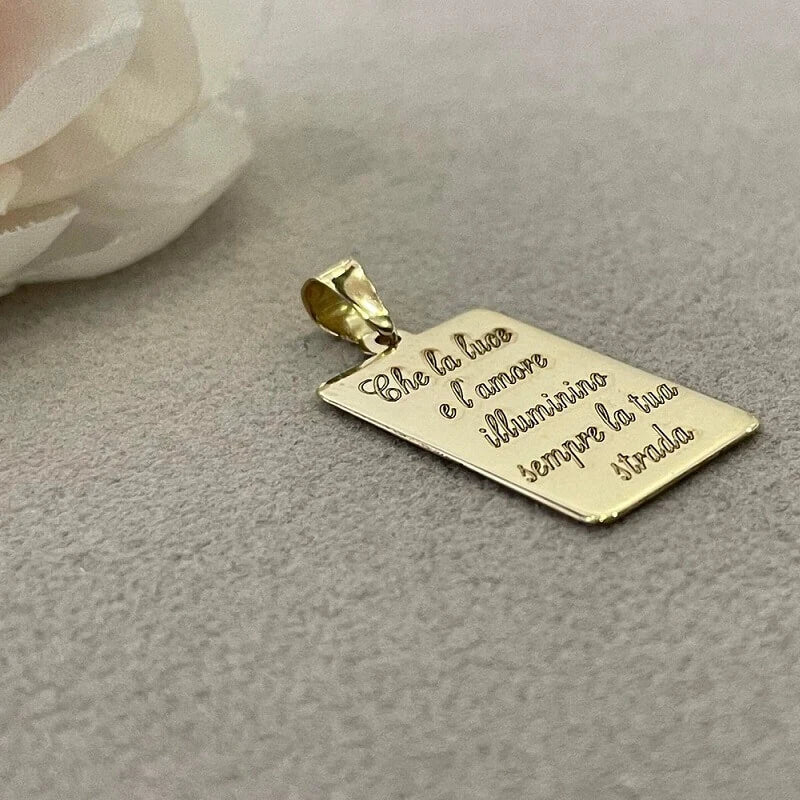 Che la luce
e l'amore
illuminino
sempre la tua
strada